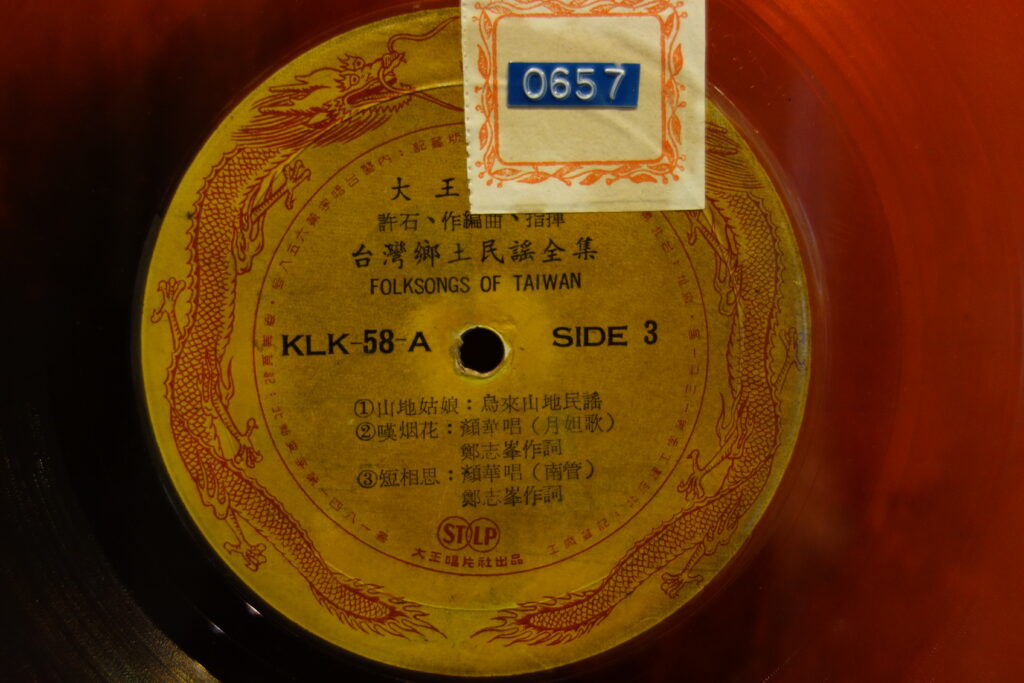 0657
大王
許石、作編曲、指揮
台灣鄉土民謠全集
FOLKSONGS OF TAIWAN
KLK-58-A
SIDE 3
①山地姑娘：烏來山地民謠
②嘆烟花：顏華唱（月姐歌）
鄭志峯作詞
③短相思：顏華唱（南管）
鄭志峯作詞
ST LP
大王唱片社出品